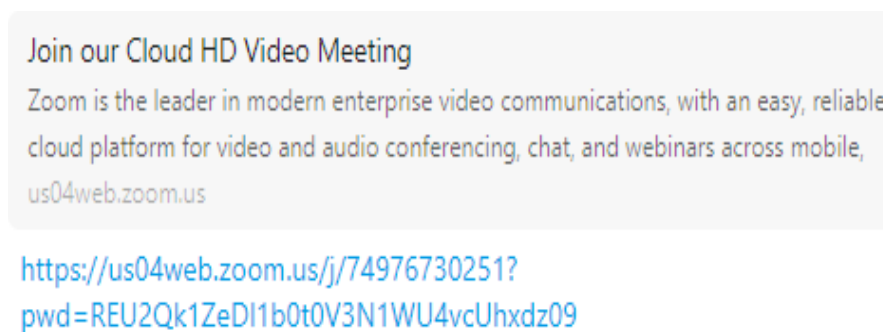 Join our Cloud HD Video Meeting
Zoom is the leader in modern enterprise video communications, with an easy, reliable
cloud platform for video and audio conferencing, chat, and webinars across mobile,
us04web.zoom.us
https://us04web.zoom.us/j/74976730251?
pwd=REU2Qk1ZeDl1b0t0V3N1WU4vcUhxdz09